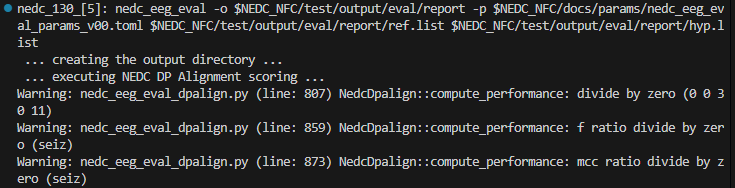 nedc_130_[5]: nedc_eeg_eval -o $NEDC_NFC/test/output/eval/report -p $NEDC_NFC/docs/params/nedc_eeg_ev
al_params_v00.toml $NEDC_NFC/test/output/eval/report/ref.list $NEDC_NFC/test/output/eval/report/hyp.l
ist
... creating the output directory ...
... executing NEDC DP Alignment scoring ...
Warning: nedc_eeg_eval_dpalign.py (line: 807) NedcDpalign::compute_performance: divide by zero (0 0 3
0 11)
Warning: nedc_eeg_eval_dpalign.py (line: 859) NedcDpalign::compute_performance: f ratio divide by zer
o (seiz)
Warning: nedc_eeg_eval_dpalign.py (line: 873) NedcDpalign::compute_performance: mcc ratio divide by z
ero (seiz)